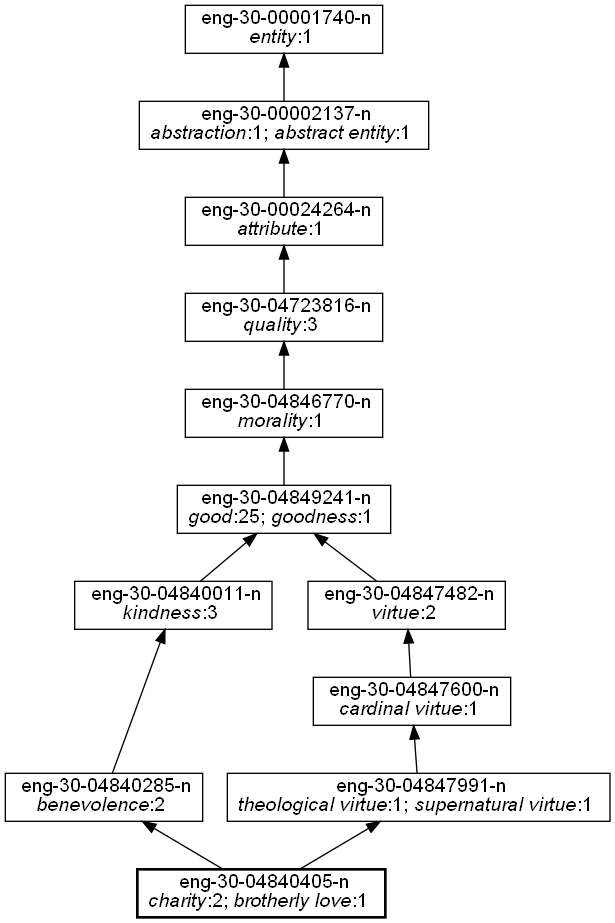 eng-30-00001740-n
entity:1
eng-30-00002137-n
abstraction:1; abstract entity:1
eng-30-00024264-n
attribute:1
eng-30-04723816-n
quality:3
eng-30-04846770-n
morality:1
eng-30-04849241-n
good:25; goodness:1
eng-30-04840011-n
kindness:3
eng-30-04847482-n
virtue:2
eng-30-04847600-n
cardinal virtue:1
eng-30-04840285-n
benevolence:2
eng-30-04847991-n
theological virtue:1; supernatural virtue:1
eng-30-04840405-n
charity:2; brotherly love:1